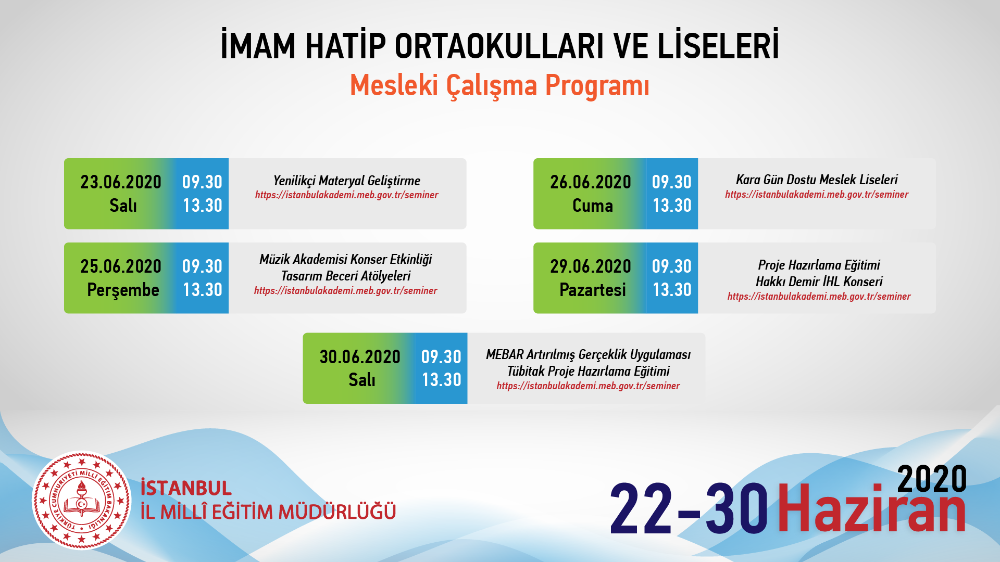 İMAM HATİP ORTAOKULLARI VE LİSELERİ
Mesleki Çalışma Programı
23.06.2020
Salı
09.30
13.30
Yenilikçi Materyal Geliştirme
https://istanbulakademi.meb.gov.tr/seminer
26.06.2020
Cuma
09.30
13.30
Kara Gün Dostu Meslek Liseleri
https://istanbulakademi.meb.gov.tr/seminer
25.06.2020
Perşembe
09.30
13.30
Müzik Akademisi Konser Etkinliği
Tasarım Beceri Atölyeleri
https://istanbulakademi.meb.gov.tr/seminer
29.06.2020
Pazartesi
09.30
13.30
Proje Hazırlama Eğitimi
Hakkı Demir İHL Konseri
https://istanbulakademi.meb.gov.tr/seminer
30.06.2020
Salı
09.30
13.30
MEBAR Artırılmış Gerçeklik Uygulaması
Tübitak Proje Hazırlama Eğitimi
https://istanbulakademi.meb.gov.tr/seminer
TÜRKİYE CUMHURİYETİ MİLLÎ EĞİTİM BAKANLIĞI
İSTANBUL
İL MİLLÎ EĞİTİM MÜDÜRLÜĞÜ
2020
22-30 Haziran